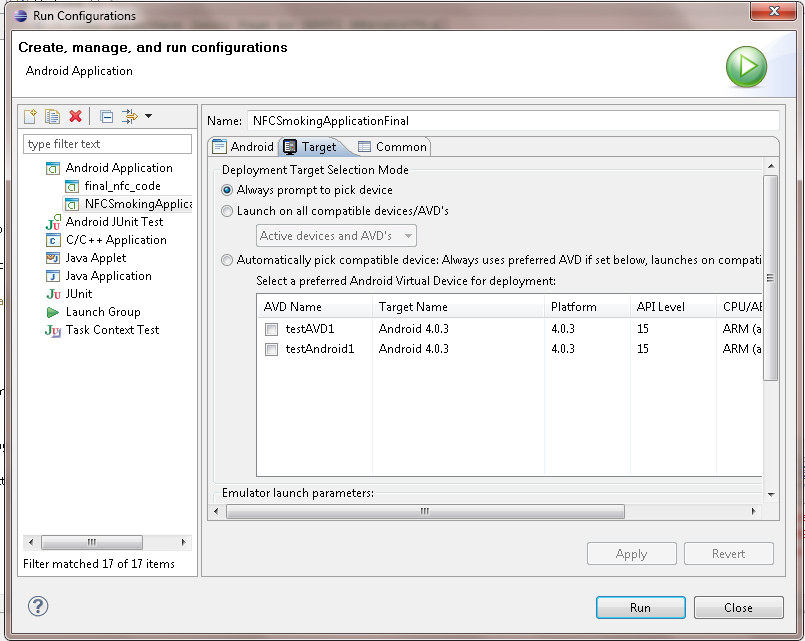 Run Configurations
Create, manage, and run configurations
Android Application
type filter text
Android Application
final_nfc_code
NFCSmokingApplica
Android JUnit Test
C/C++ Application
Java Applet
Java Application
JUnit
Launch Group
Task Context Test
Filter matched 17 of 17 items
Name: NFCSmokingApplicationFinal
Android Target Common
Deployment Target Selection Mode
Always prompt to pick device
Launch on all compatible devices/AVD's
Active devices and AVD's
Automatically pick compatible device: Always uses preferred AVD if set below, launches on compati
Select a preferred Android Virtual Device for deployment:
AVD Name Target Name Platform API Level CPU/AB
testAVD1 Android 4.0.3 4.0.3 15 ARM (a
testAndroid1 Android 4.0.3 4.0.3 15 ARM (a
Emulator launch parameters:
Apply Revert
Run Close